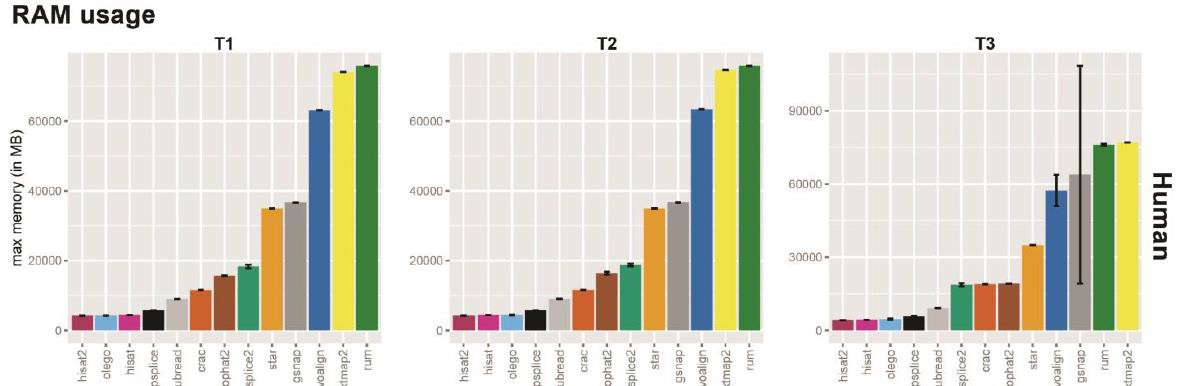 RAM usage
T1
T2
T3
max memory (in MB)
60000
40000
20000
0
60000
40000
20000
0
90000
60000
30000
0
hisat2
olego
hisat
psplice
ubread
crac
ophat2
splice2
star
gsnap
voalign
tmap2
rum
hisat2
hisat
olego
psplice
ubread
crac
ophat2
splice2
star
gsnap
voalign
tmap2
rum
hisat2
hisat
olego
psplice
ubread
splice2
crac
ophat2
star
voalign
gsnap
rum
tmap2
Human